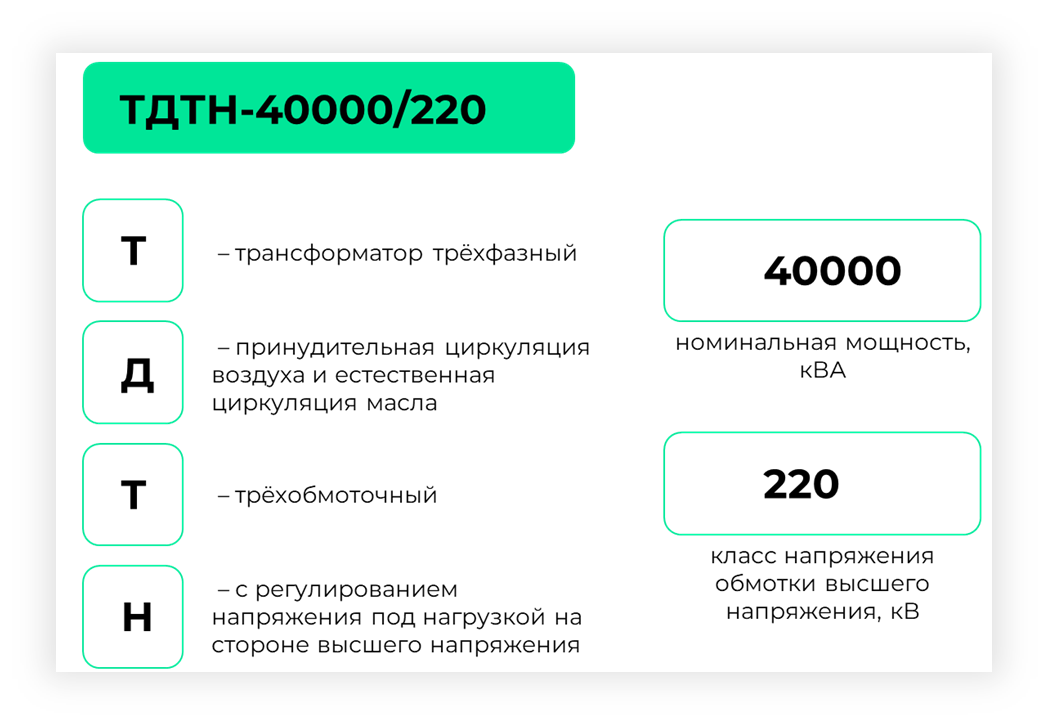 ТДТН-40000/220
Т
– трансформатор трёхфазный
Д
– принудительная циркуляция
воздуха и естественная
циркуляция масла
Т
– трёхобмоточный
Н
– с регулированием
напряжения под нагрузкой на
стороне высшего напряжения
40000
номинальная мощность,
кВА
220
класс напряжения
обмотки высшего
напряжения, кВ